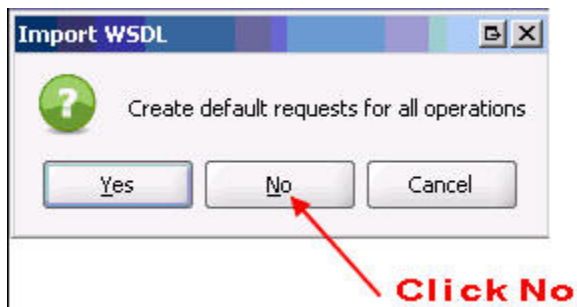 Import WSDL
Create default requests for all operations
Yes No Cancel
Click No